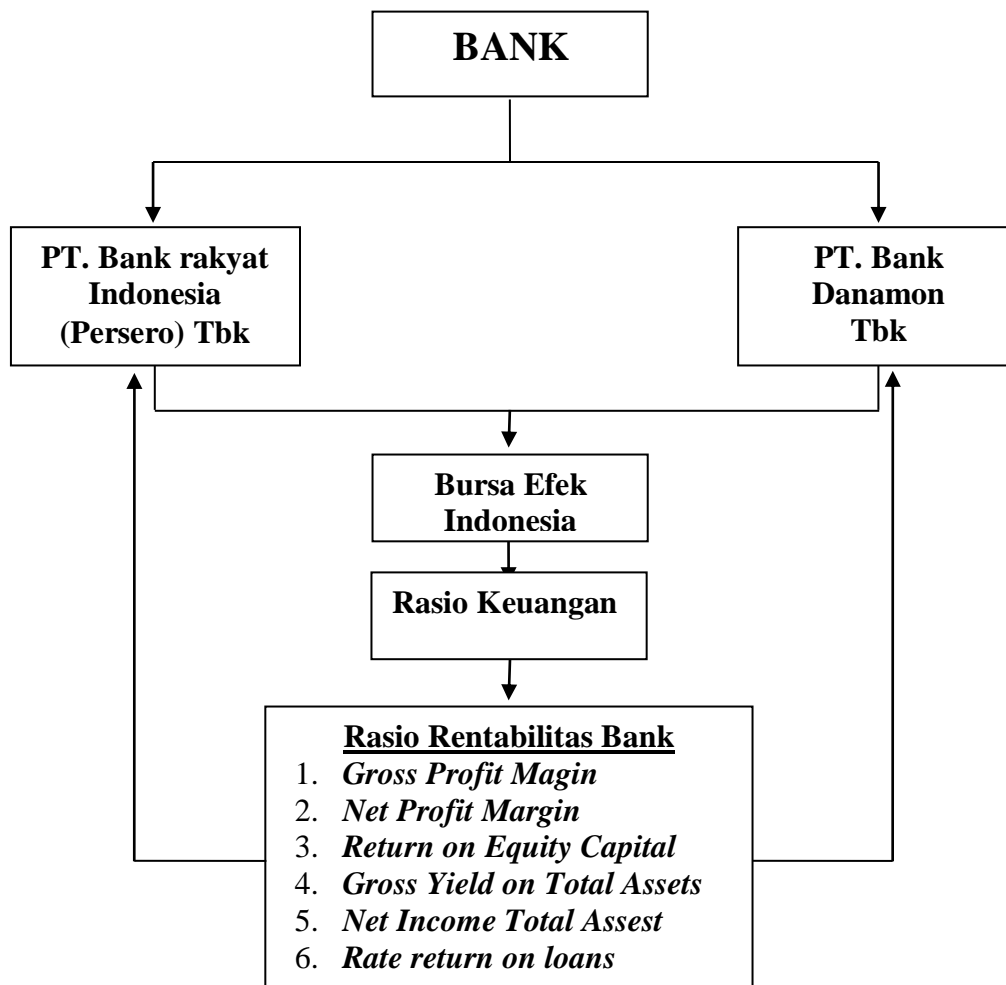 BANK
PT. Bank rakyat
Indonesia
(Persero) Tbk
PT. Bank
Danamon
Tbk
Bursa Efek
Indonesia
Rasio Keuangan
Rasio Rentabilitas Bank
1. Gross Profit Magin
2. Net Profit Margin
3. Return on Equity Capital
4. Gross Yield on Total Assets
5. Net Income Total Assest
6. Rate return on loans